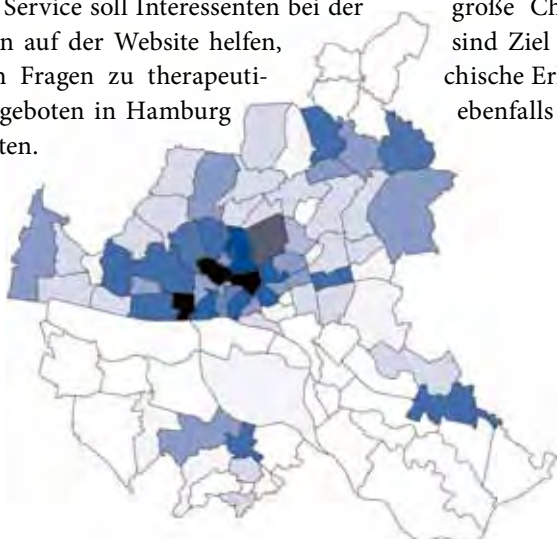 Service soll Interessenten bei der
n auf der Website helfen,
n Fragen zu therapeuti-
geboten in Hamburg
ten.
große Ch
sind Ziel
chische Er
ebenfalls